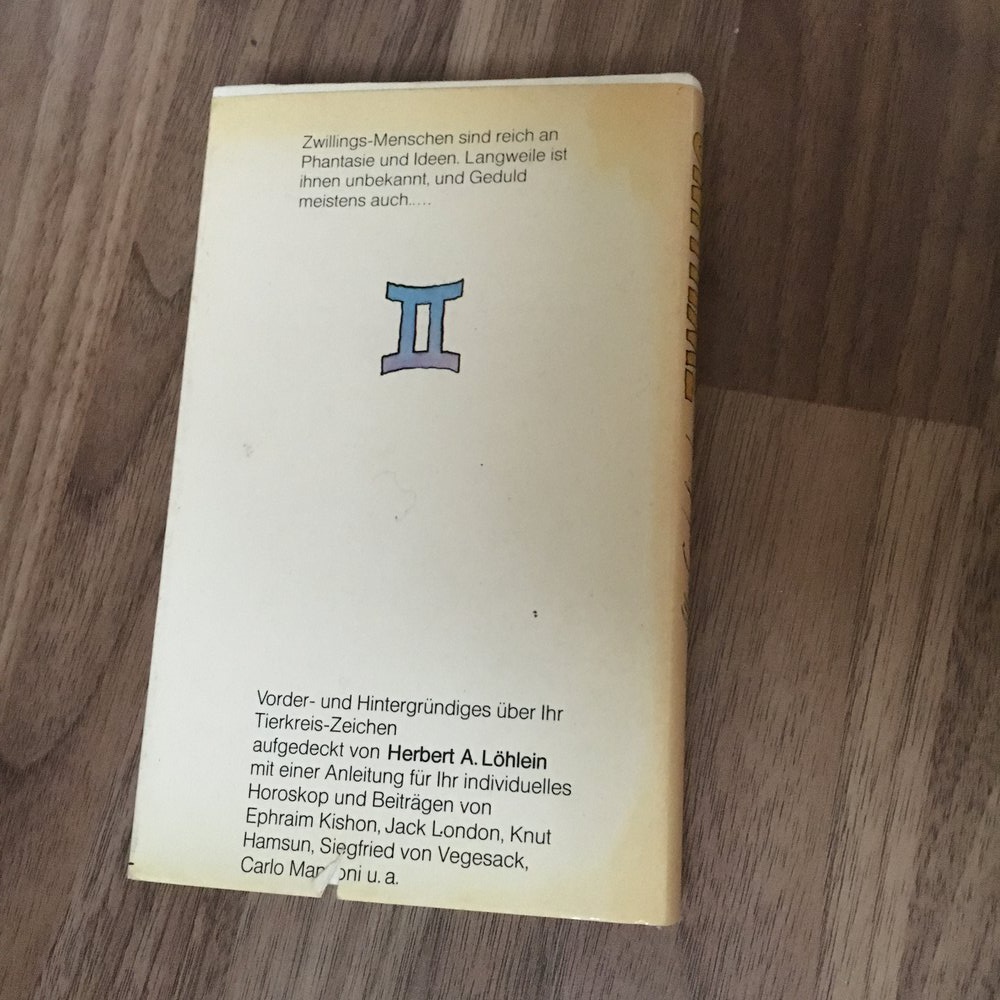 Zwillings-Menschen sind reich an
Phantasie und Ideen. Langweile ist
ihnen unbekannt, und Geduld
meistens auch.....
Vorder- und Hintergründiges über Ihr
Tierkreis-Zeichen
aufgedeckt von Herbert A. Löhlein
mit einer Anleitung für Ihr individuelles
Horoskop und Beiträgen von
Ephraim Kishon, Jack London, Knut
Hamsun, Siegfried von Vegesack,
Carlo u. a.